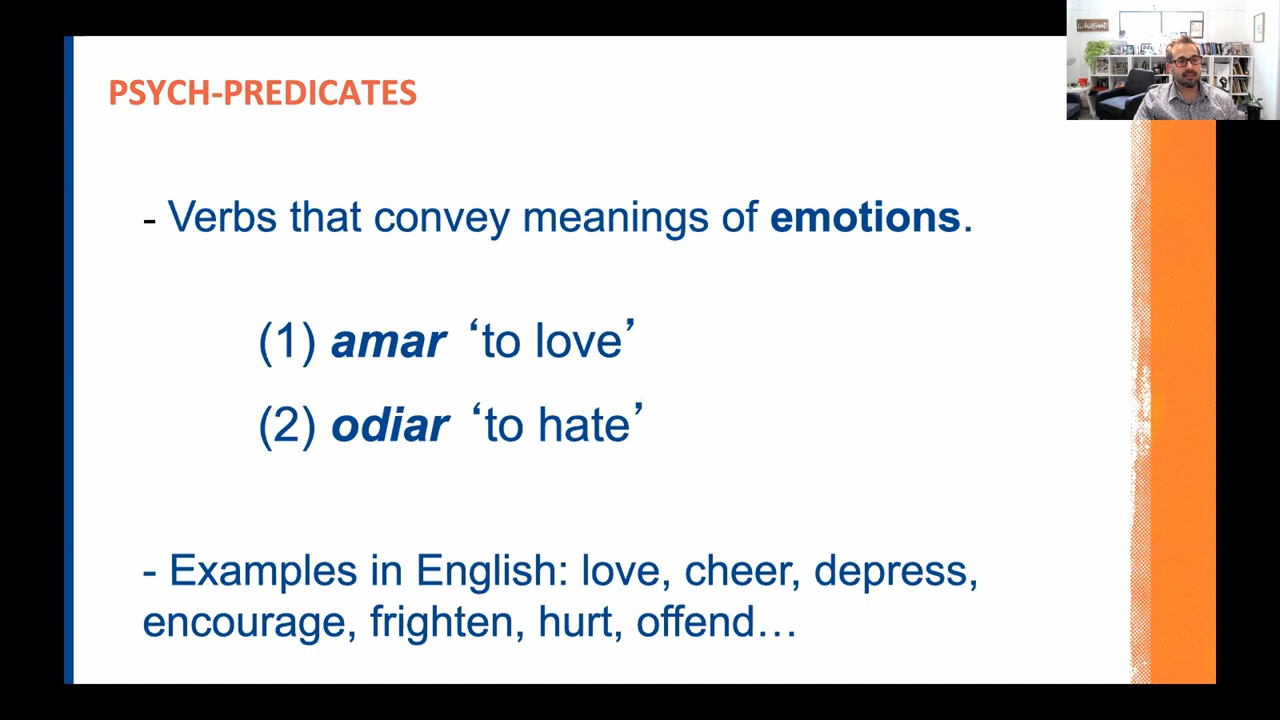 PSYCH-PREDICATES
- Verbs that convey meanings of emotions.
(1) amar ‘to love’
(2) odiar ‘to hate’
- Examples in English: love, cheer, depress,
encourage, frighten, hurt, offend…